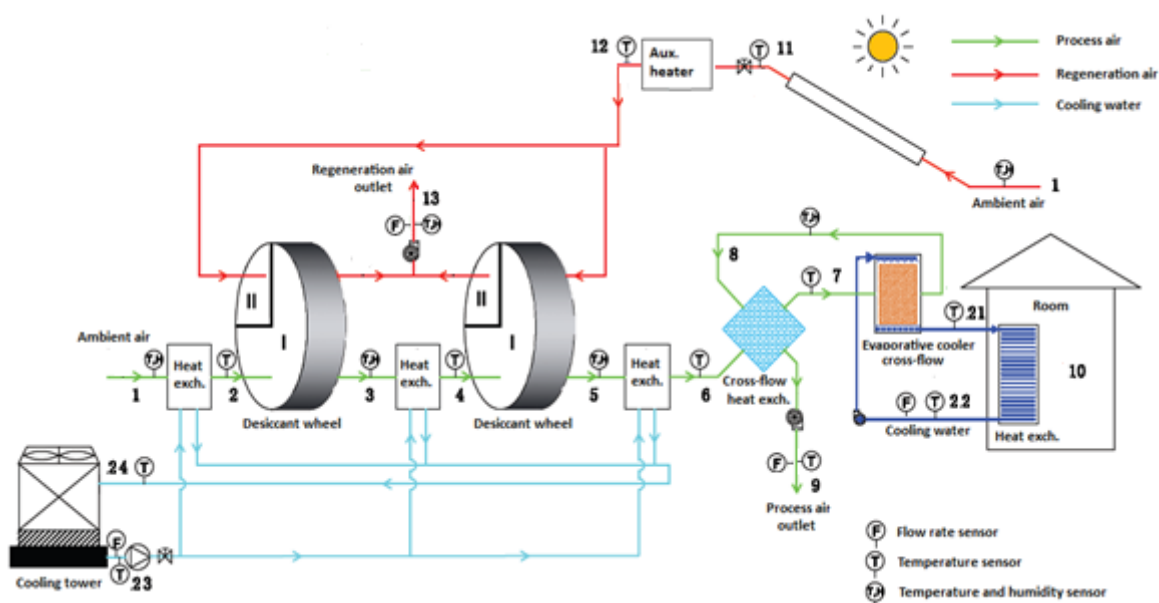 12
T
Aux.
heater
T
11
Process air
Regeneration air
Cooling water
Regeneration air
outlet
13
F
T,H
T,H
1
Ambient air
T,H
8
T
7
Room
II
I
II
I
T
21
Evaporative cooler
cross-flow
10
Ambient air
T,H
Heat
exch.
T
T,H
Heat
exch.
T
T,H
Heat
exch.
T
1
2
3
4
5
6
Cross-flow
heat exch.
Desiccant wheel
Desiccant wheel
F
T
2.2
Cooling water
Heat exch.
24
T
F
T
9
Process air
outlet
F
T
23
Cooling tower
F
Flow rate sensor
T
Temperature sensor
T,H
Temperature and humidity sensor